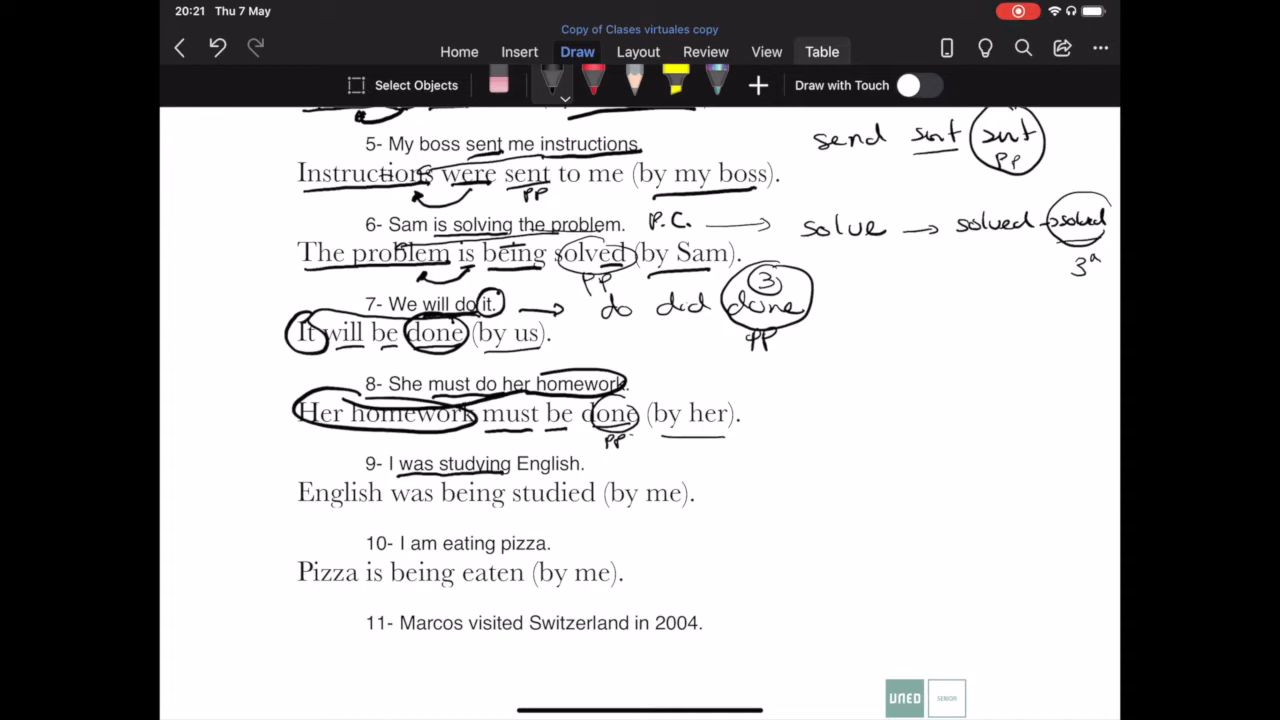 20:21 Thu 7 May
Copy of Clases virtuales copy
Home Insert Draw Layout Review View Table
Select Objects
Draw with Touch
5- My boss sent me instructions.
send sent sent
PP
Instructions were sent to me (by my boss).
PP
6- Sam is solving the problem. P.C. → solve → solved → solved
3ª
The problem is being solved (by Sam).
PP
7- We will do it. → do did done
3
PP
It will be done (by us).
8- She must do her homework.
Her homework must be done (by her).
PP
9- I was studying English.
English was being studied (by me).
10- I am eating pizza.
Pizza is being eaten (by me).
11- Marcos visited Switzerland in 2004.
UNED SENIOR